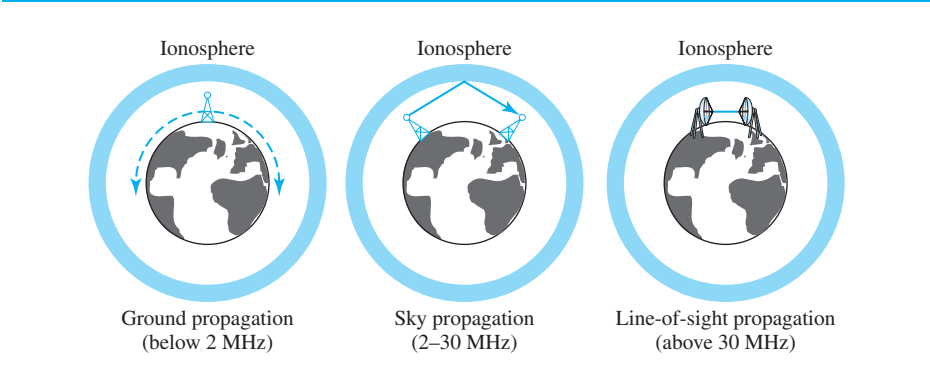 Ionosphere
Ionosphere
Ionosphere
Ground propagation
(below 2 MHz)
Sky propagation
(2–30 MHz)
Line-of-sight propagation
(above 30 MHz)